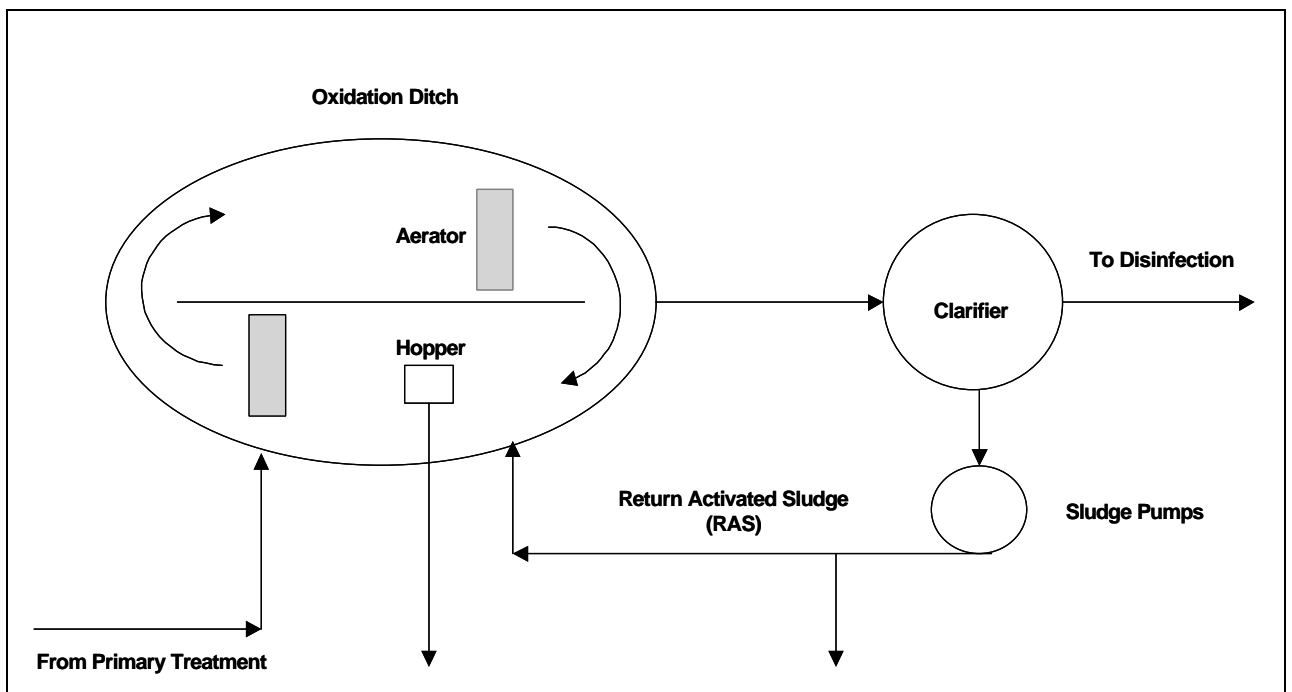 Oxidation Ditch
Aerator
To Disinfection
Clarifier
Hopper
Return Activated Sludge
(RAS)
Sludge Pumps
From Primary Treatment